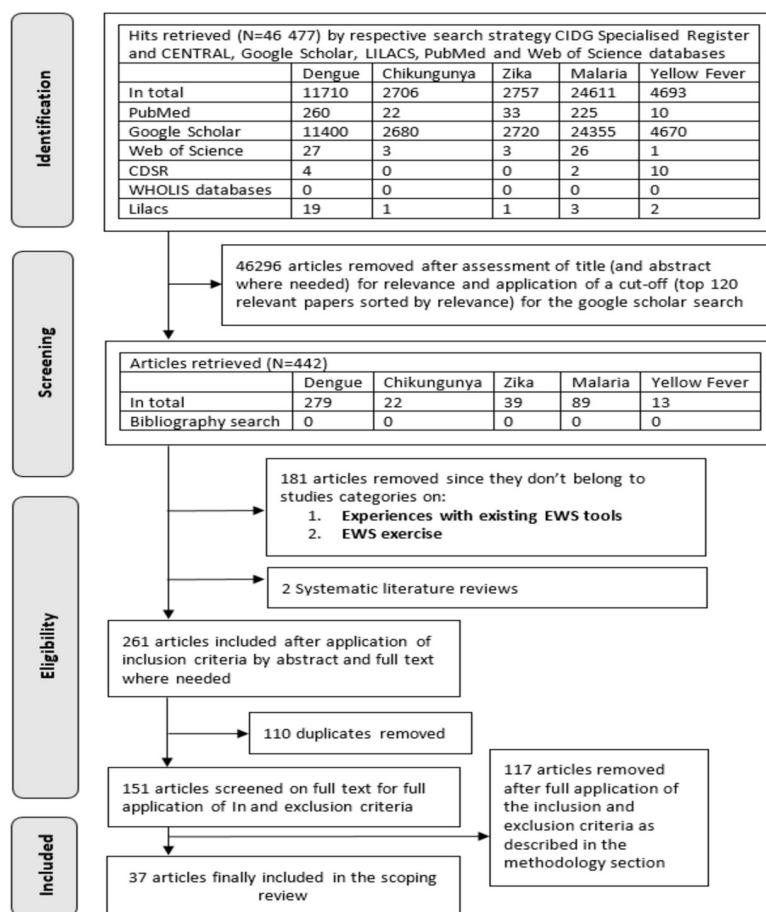 Identification
Hits retrieved (N=46 477) by respective search strategy CIDG Specialised Register
and CENTRAL, Google Scholar, LILACS, PubMed and Web of Science databases
Dengue Chikungunya Zika Malaria Yellow Fever
In total 11710 2706 2757 24611 4693
PubMed 260 22 33 225 10
Google Scholar 11400 2680 2720 24355 4670
Web of Science 27 3 3 26 1
CDSR 4 0 0 2 10
WHOLIS databases 0 0 0 0 0
Lilacs 19 1 1 3 2
Screening
46296 articles removed after assessment of title (and abstract
where needed) for relevance and application of a cut-off (top 120
relevant papers sorted by relevance) for the google scholar search
Articles retrieved (N=442)
Dengue Chikungunya Zika Malaria Yellow Fever
In total 279 22 39 89 13
Bibliography search 0 0 0 0 0
Eligibility
181 articles removed since they don't belong to
studies categories on:
1. Experiences with existing EWS tools
2. EWS exercise
2 Systematic literature reviews
261 articles included after application of
inclusion criteria by abstract and full text
where needed
110 duplicates removed
151 articles screened on full text for full
application of In and exclusion criteria
117 articles removed
after full application of
the inclusion and
exclusion criteria as
described in the
methodology section
Included
37 articles finally included in the scoping
review